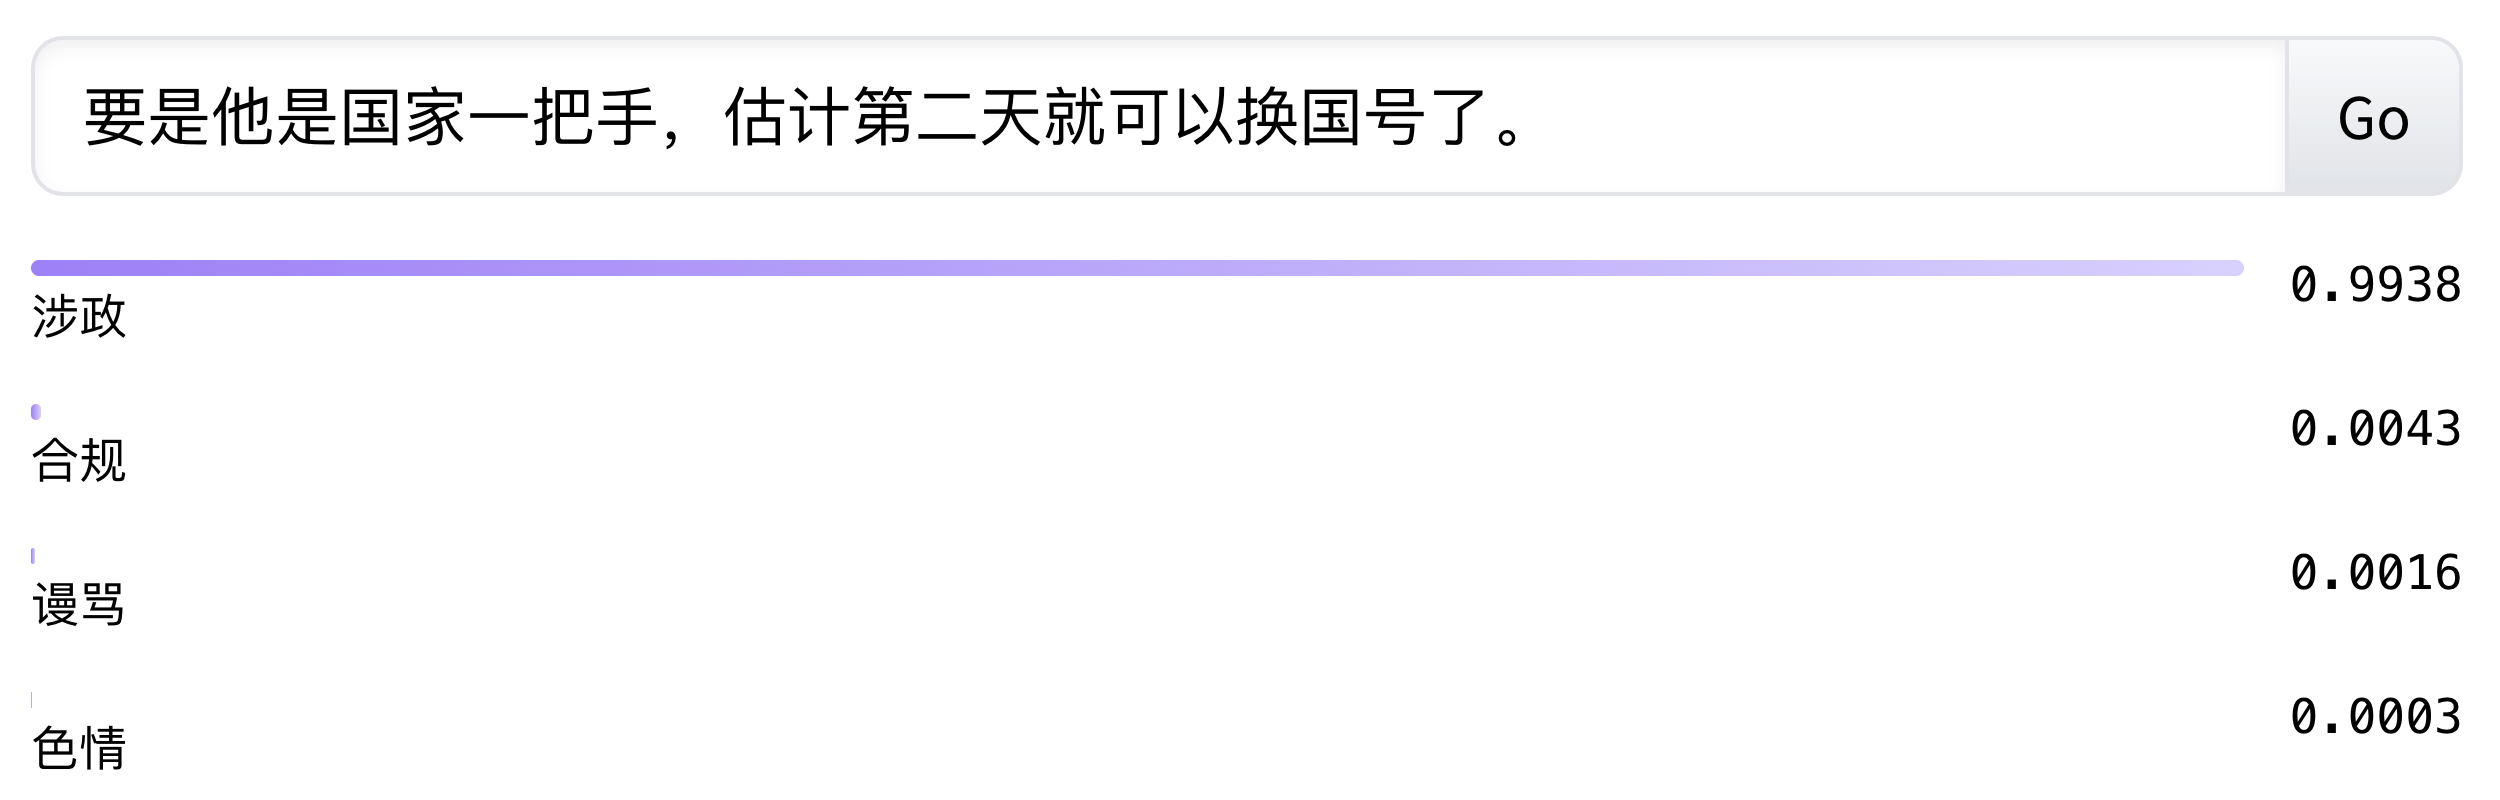 要是他是国家一把手，估计第二天就可以换国号了。 Go
0.9938
涉政
0.0043
合规
0.0016
谩骂
0.0003
色情